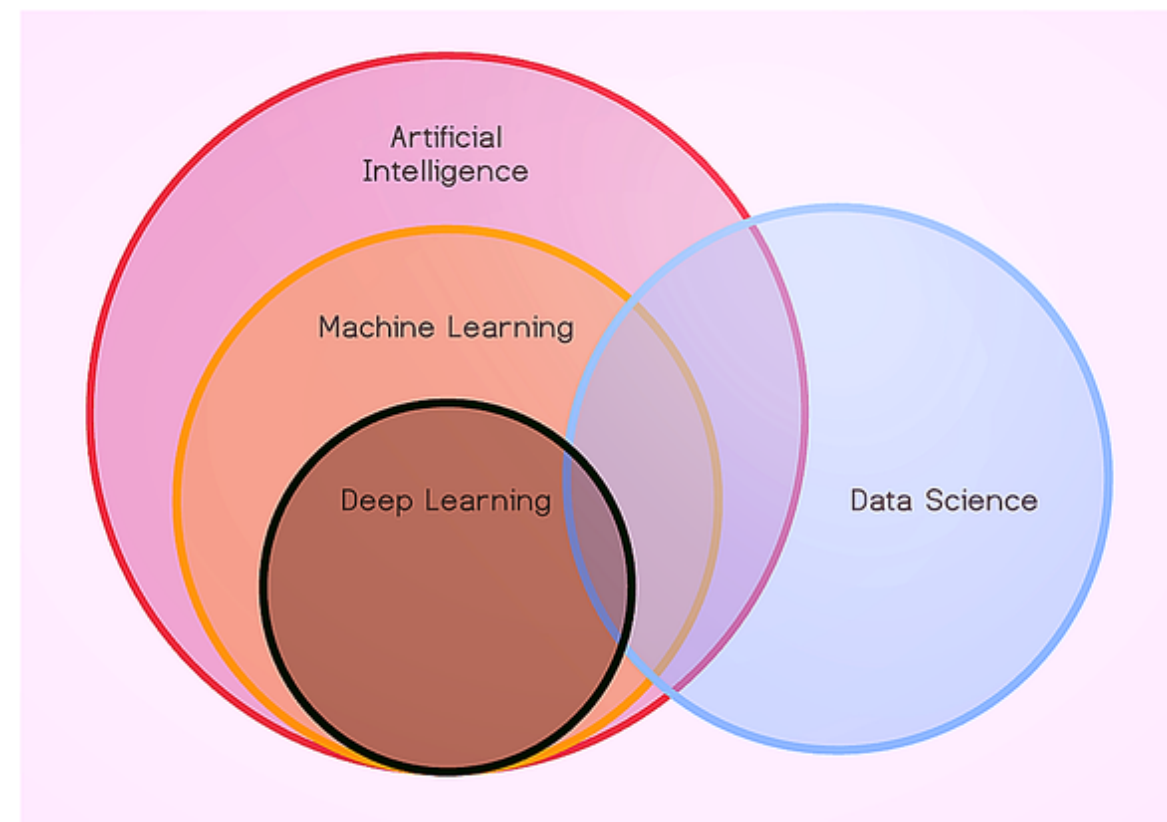 Artificial
Intelligence
Machine Learning
Deep Learning
Data Science